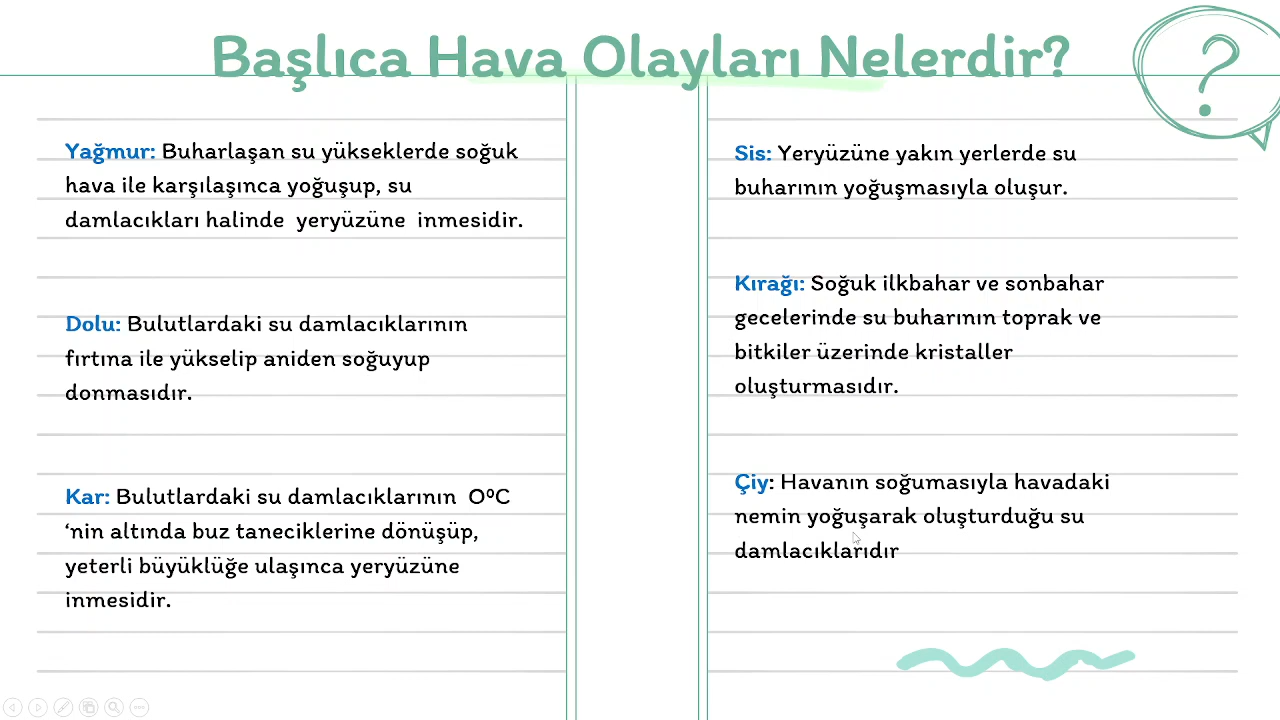 Başlıca Hava Olayları Nelerdir?
Yağmur: Buharlaşan su yükseklerde soğuk
hava ile karşılaşınca yoğuşup, su
damlacıkları halinde yeryüzüne inmesidir.
Dolu: Bulutlardaki su damlacıklarının
fırtına ile yükselip aniden soğuyup
donmasıdır.
Kar: Bulutlardaki su damlacıklarının 0ºC
‘nin altında buz taneciklerine dönüşüp,
yeterli büyüklüğe ulaşınca yeryüzüne
inmesidir.
Sis: Yeryüzüne yakın yerlerde su
buharının yoğuşmasıyla oluşur.
Kırağı: Soğuk ilkbahar ve sonbahar
gecelerinde su buharının toprak ve
bitkiler üzerinde kristaller
oluşturmasıdır.
Çiy: Havanın soğumasıyla havadaki
nemin yoğuşarak oluşturduğu su
damlacıklarıdır
?